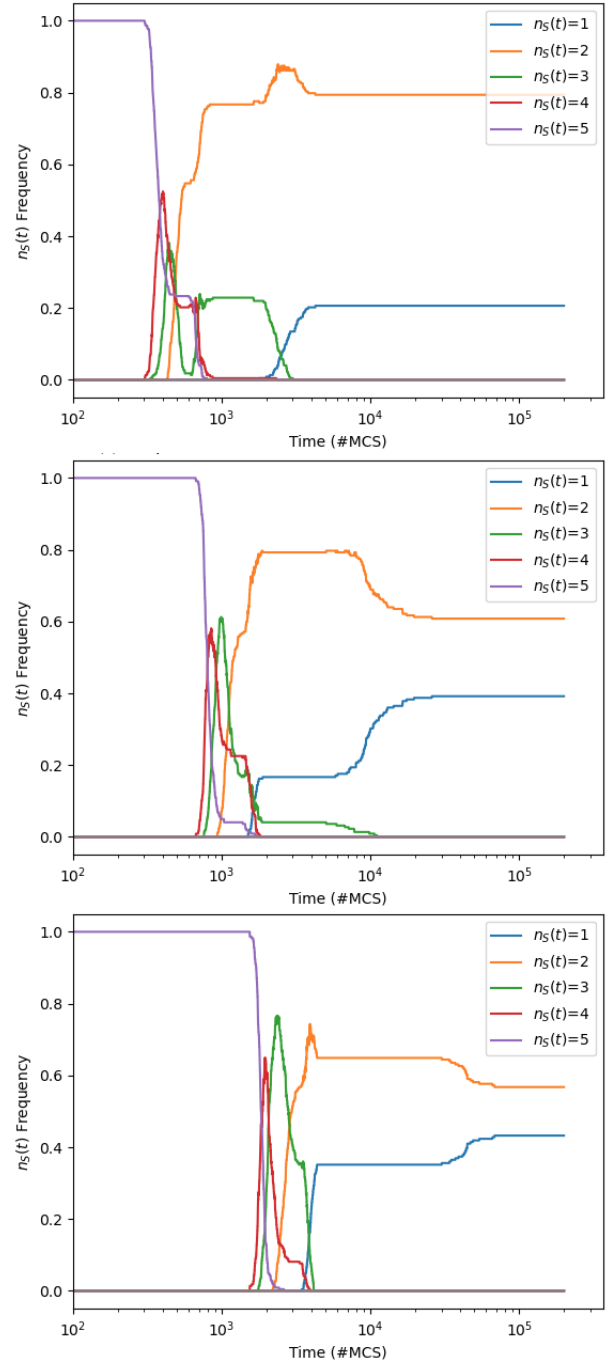 1.0
0.8
0.6
0.4
0.2
0.0
n_S(t) Frequency
n_S(t)=1
n_S(t)=2
n_S(t)=3
n_S(t)=4
n_S(t)=5
10^2 10^3 10^4 10^5
Time (#MCS)
1.0
0.8
0.6
0.4
0.2
0.0
n_S(t) Frequency
n_S(t)=1
n_S(t)=2
n_S(t)=3
n_S(t)=4
n_S(t)=5
10^2 10^3 10^4 10^5
Time (#MCS)
1.0
0.8
0.6
0.4
0.2
0.0
n_S(t) Frequency
n_S(t)=1
n_S(t)=2
n_S(t)=3
n_S(t)=4
n_S(t)=5
10^2 10^3 10^4 10^5
Time (#MCS)